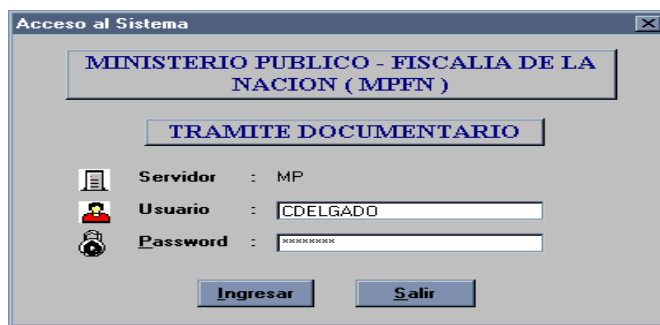 Acceso al Sistema
MINISTERIO PUBLICO - FISCALIA DE LA
NACION ( MPFN )
TRAMITE DOCUMENTARIO
Servidor : MP
Usuario : CDELGADO
Password : ********
Ingresar Salir